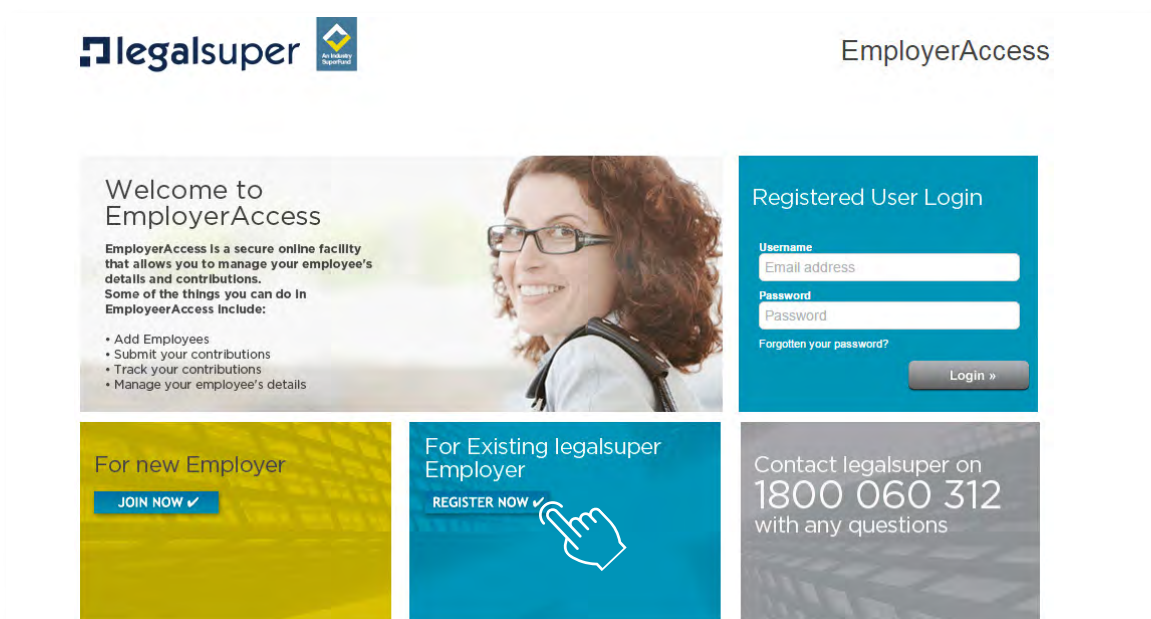 legalsuper
An Industry
SuperFund
EmployerAccess
Welcome to
EmployerAccess
EmployerAccess is a secure online facility
that allows you to manage your employee's
details and contributions.
Some of the things you can do in
EmployeerAccess include:
• Add Employees
• Submit your contributions
• Track your contributions
• Manage your employee's details
Registered User Login
Username
Email address
Password
Password
Forgotten your password?
Login »
For new Employer
JOIN NOW ✔
For Existing legalsuper
Employer
REGISTER NOW ✔
Contact legalsuper on
1800 060 312
with any questions